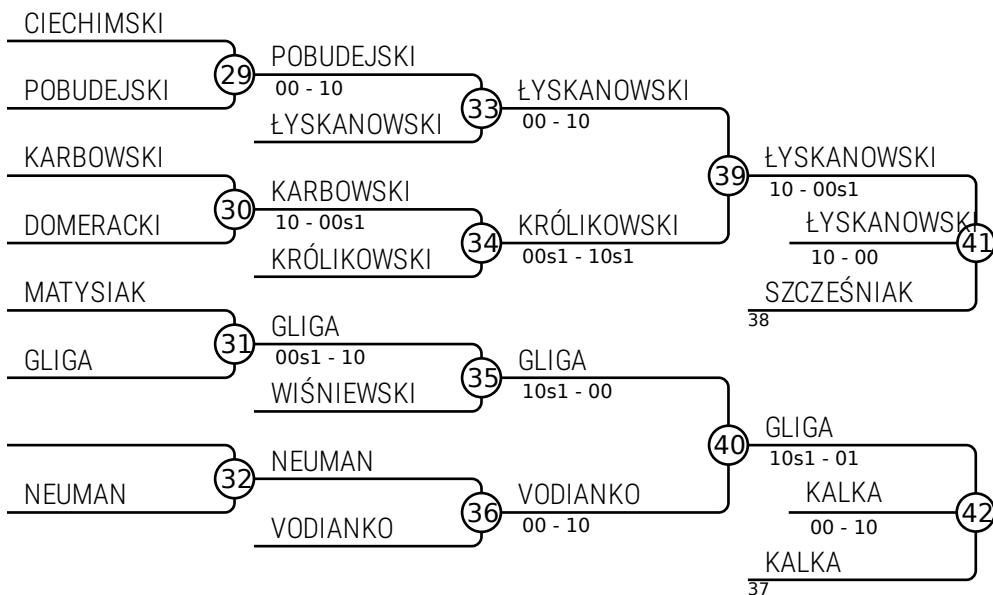 CIECHIMSKI
POBUDEJSKI
29
POBUDEJSKI
00 - 10
ŁYSKANOWSKI
33
ŁYSKANOWSKI
00 - 10
KARBOWSKI
DOMERACKI
30
KARBOWSKI
10 - 00s1
KRÓLIKOWSKI
34
KRÓLIKOWSKI
00s1 - 10s1
39
ŁYSKANOWSKI
10 - 00s1
ŁYSKANOWSKI
10 - 00
41
SZCZEŚNIAK
38
MATYSIAK
GLIGA
31
GLIGA
00s1 - 10
WIŚNIEWSKI
35
GLIGA
10s1 - 00
NEUMAN
32
NEUMAN
VODIANKO
36
VODIANKO
00 - 10
40
GLIGA
10s1 - 01
KALKA
00 - 10
42
KALKA
37